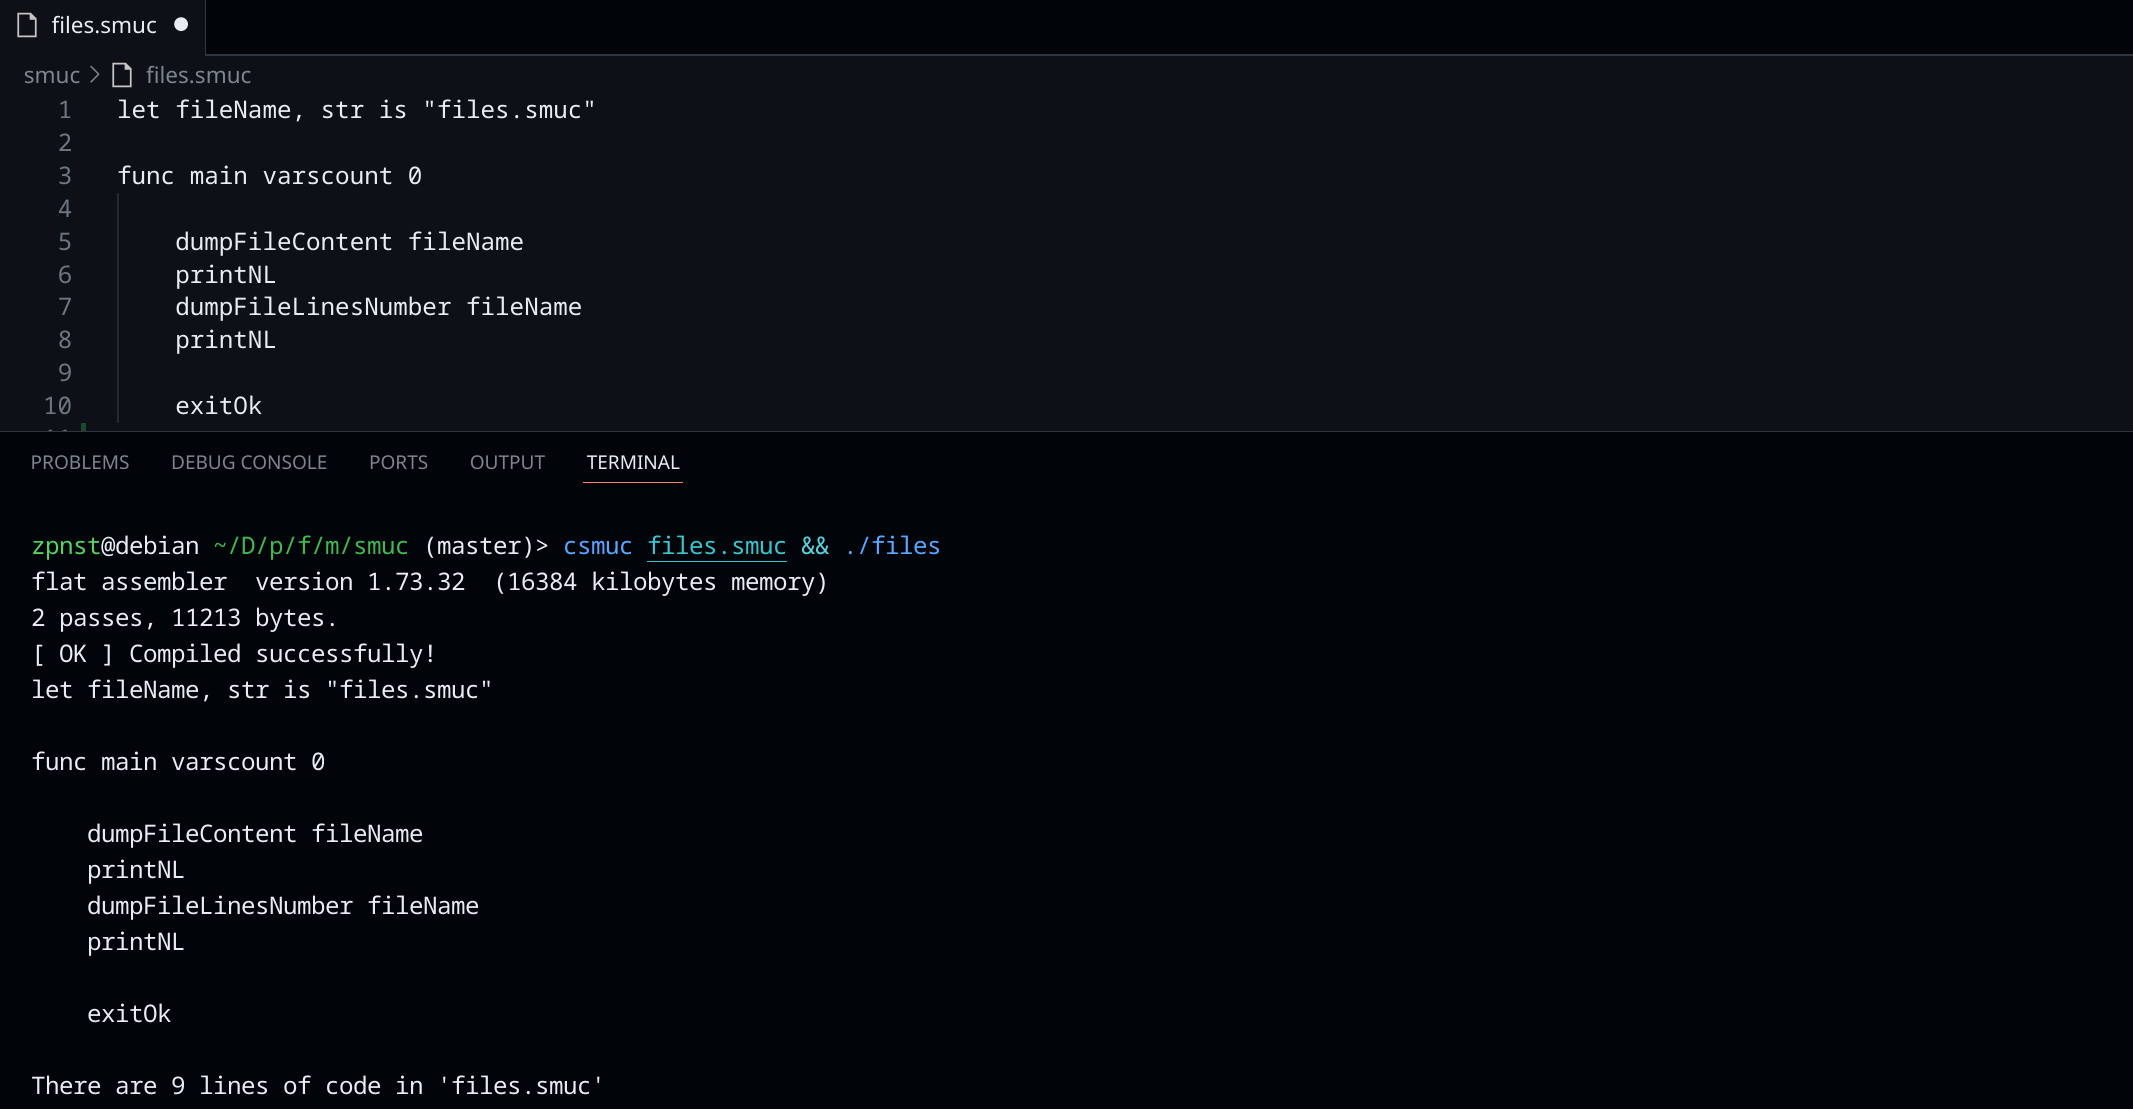 files.smuc
smuc > files.smuc
1 let fileName, str is "files.smuc"
2
3 func main varscount 0
4
5     dumpFileContent fileName
6     printNL
7     dumpFileLinesNumber fileName
8     printNL
9
10     exitOk
PROBLEMS DEBUG CONSOLE PORTS OUTPUT TERMINAL
zpnst@debian ~/D/p/f/m/smuc (master)> csmuc files.smuc && ./files
flat assembler  version 1.73.32  (16384 kilobytes memory)
2 passes, 11213 bytes.
[ OK ] Compiled successfully!
let fileName, str is "files.smuc"

func main varscount 0

    dumpFileContent fileName
    printNL
    dumpFileLinesNumber fileName
    printNL

    exitOk

There are 9 lines of code in 'files.smuc'